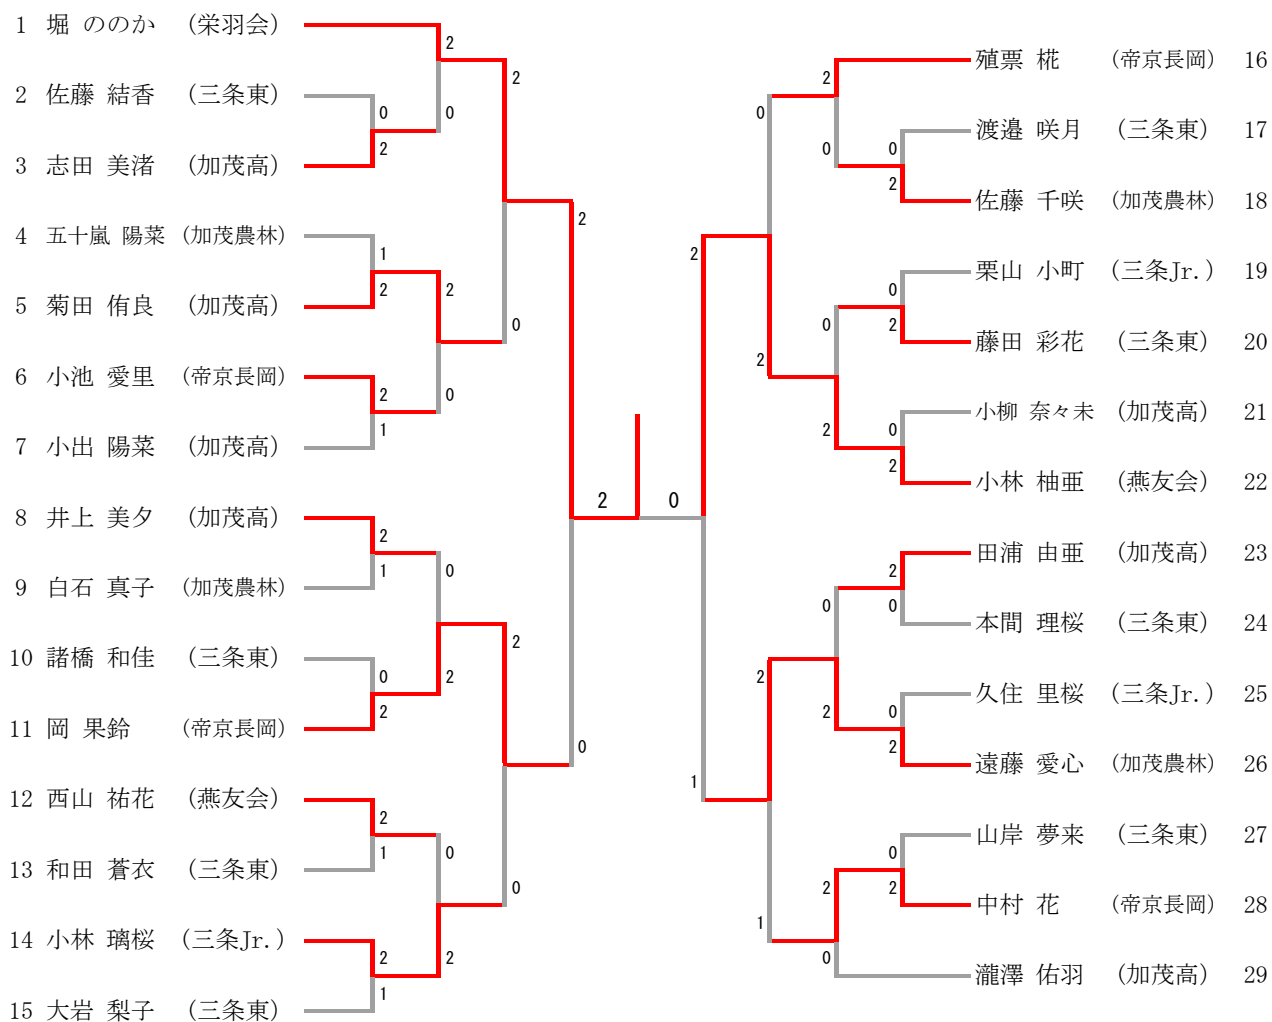 1 堀 ののか (栄羽会)
2 佐藤 結香 (三条東)
3 志田 美渚 (加茂高)
4 五十嵐 陽菜 (加茂農林)
5 菊田 侑良 (加茂高)
6 小池 愛里 (帝京長岡)
7 小出 陽菜 (加茂高)
8 井上 美夕 (加茂高)
9 白石 真子 (加茂農林)
10 諸橋 和佳 (三条東)
11 岡 果鈴 (帝京長岡)
12 西山 祐花 (燕友会)
13 和田 蒼衣 (三条東)
14 小林 璃桜 (三条Jr.)
15 大岩 梨子 (三条東)
2
0
0
2
1
2
2
2
1
0
2
0
2
1
0
2
0
2
2
1
0
2
1
2
2
0
2
0
2
0
殖栗 椛 (帝京長岡) 16
渡邉 咲月 (三条東) 17
佐藤 千咲 (加茂農林) 18
栗山 小町 (三条Jr.) 19
藤田 彩花 (三条東) 20
小柳 奈々未 (加茂高) 21
小林 柚亜 (燕友会) 22
田浦 由亜 (加茂高) 23
本間 理桜 (三条東) 24
久住 里桜 (三条Jr.) 25
遠藤 愛心 (加茂農林) 26
山岸 夢来 (三条東) 27
中村 花 (帝京長岡) 28
瀧澤 佑羽 (加茂高) 29
2
0
0
2
0
2
0
2
0
2
2
0
0
2
0
2
0
2
2
0
0
2
2
1
2
1
2 0